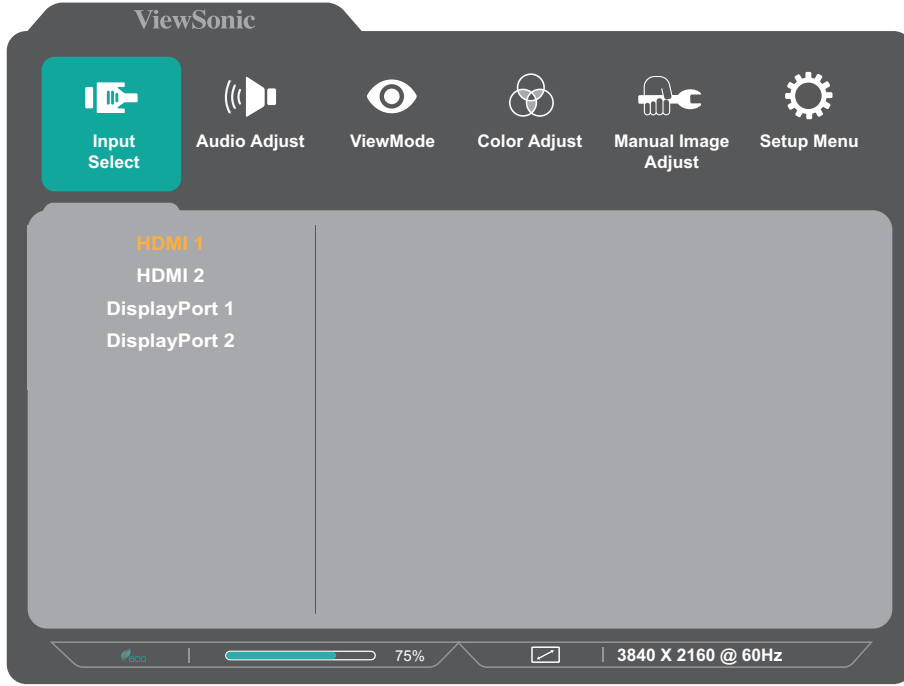 ViewSonic
Input
Select
Audio Adjust
ViewMode
Color Adjust
Manual Image
Adjust
Setup Menu
HDMI 1
HDMI 2
DisplayPort 1
DisplayPort 2
eco
75%
3840 X 2160 @ 60Hz